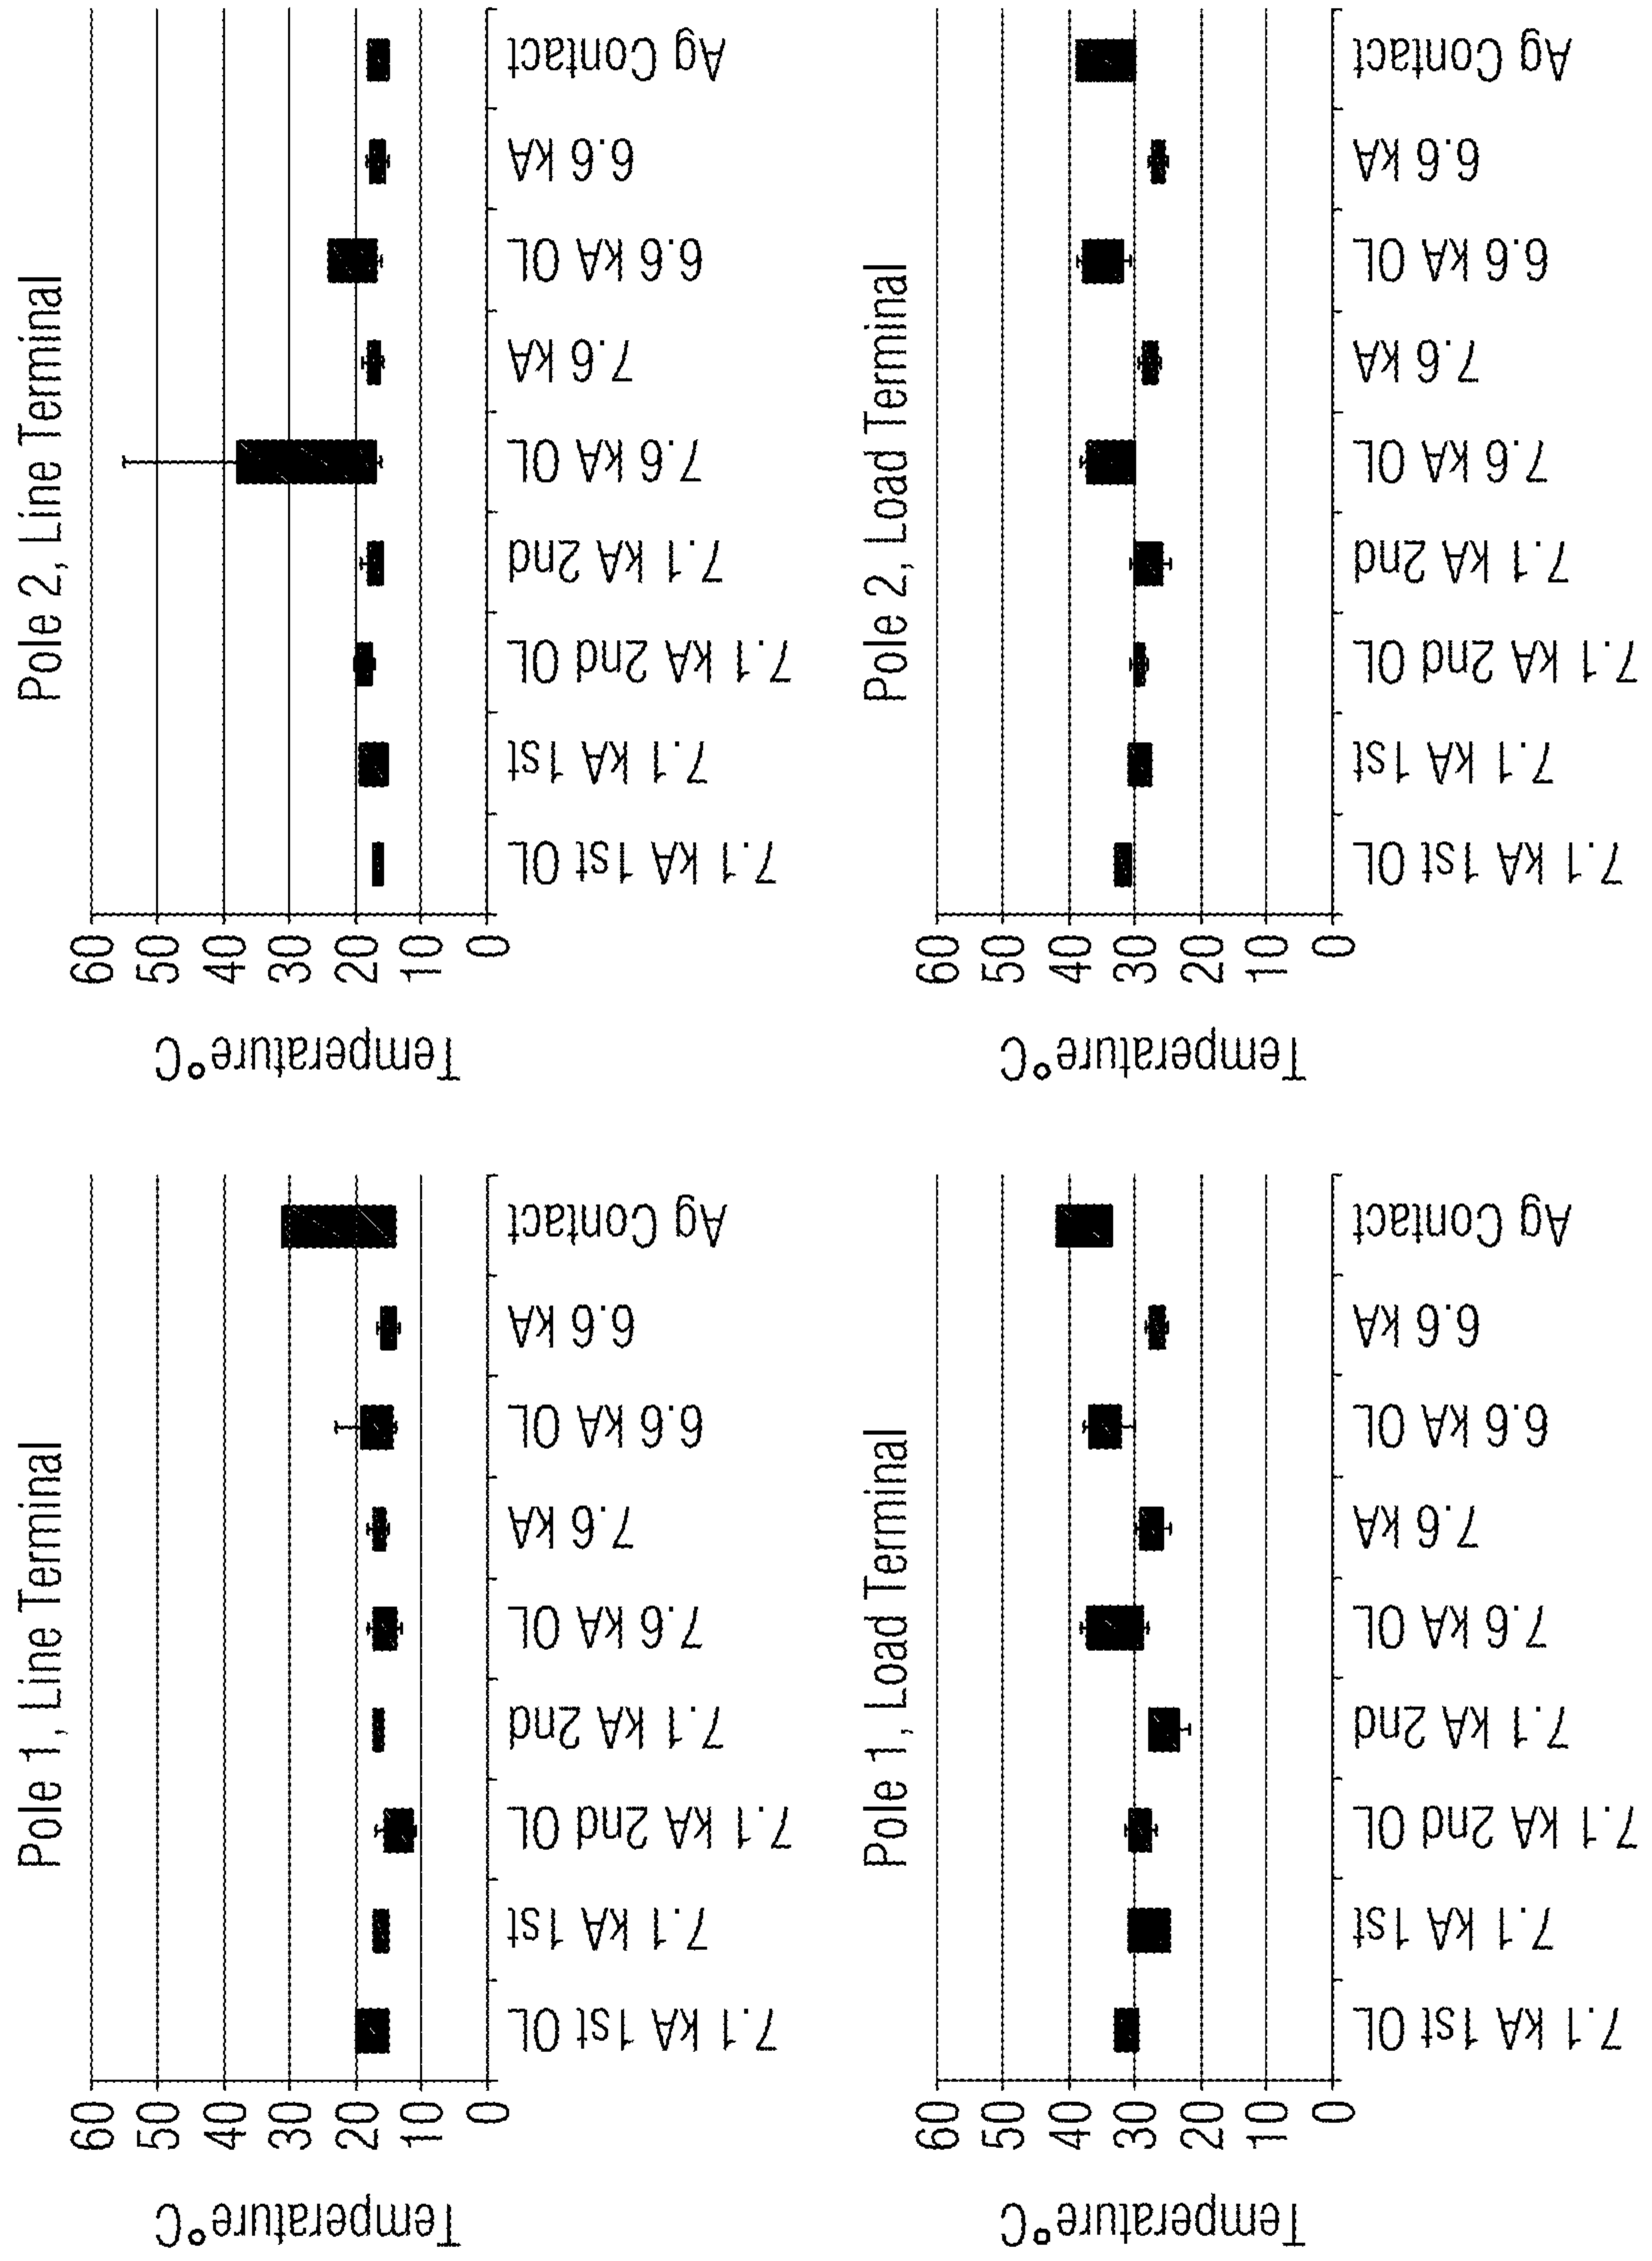 Pole 1, Line Terminal
Temperature°C
60
50
40
30
20
10
0
7.1 kA 1st OL
7.1 kA 1st
7.1 kA 2nd OL
7.1 kA 2nd
7.6 kA OL
7.6 kA
6.6 kA OL
6.6 kA
Ag Contact
Pole 2, Line Terminal
Temperature°C
60
50
40
30
20
10
0
7.1 kA 1st OL
7.1 kA 1st
7.1 kA 2nd OL
7.1 kA 2nd
7.6 kA OL
7.6 kA
6.6 kA OL
6.6 kA
Ag Contact
Pole 1, Load Terminal
Temperature°C
60
50
40
30
20
10
0
7.1 kA 1st OL
7.1 kA 1st
7.1 kA 2nd OL
7.1 kA 2nd
7.6 kA OL
7.6 kA
6.6 kA OL
6.6 kA
Ag Contact
Pole 2, Load Terminal
Temperature°C
60
50
40
30
20
10
0
7.1 kA 1st OL
7.1 kA 1st
7.1 kA 2nd OL
7.1 kA 2nd
7.6 kA OL
7.6 kA
6.6 kA OL
6.6 kA
Ag Contact